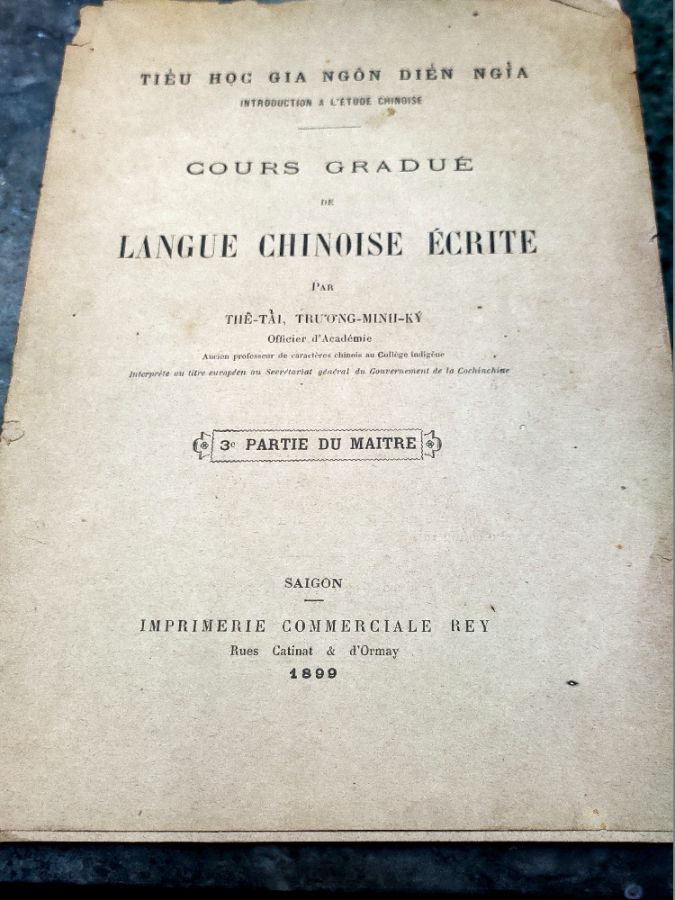 TIỂU HỌC GIA NGÔN DIỄN NGĨA
INTRODUCTION A L'ÉTUDE CHINOISE
COURS GRADUÉ
DE
LANGUE CHINOISE ÉCRITE
PAR
THẾ-TẢI, TRƯƠNG-MINH-KÝ
Officier d'Académie
Ancien professeur de caractères chinois au Collège indigène
Interprète au titre européen au Secrétariat général du Gouvernement de la Cochinchine
3e PARTIE DU MAITRE
SAIGON
IMPRIMERIE COMMERCIALE REY
Rues Catinat & d'Ormay
1899